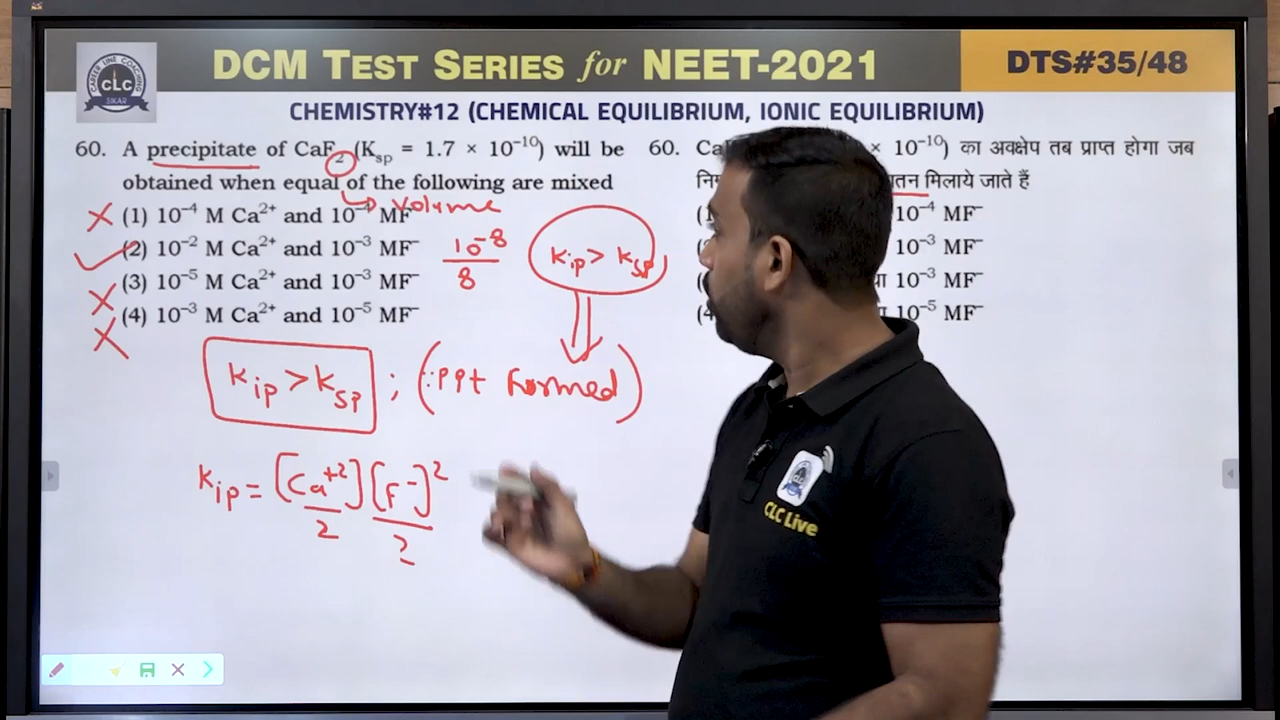 DCM TEST SERIES for NEET-2021
DTS#35/48
CAREER LINE COACHING
CLC
SIKAR
CHEMISTRY#12 (CHEMICAL EQUILIBRIUM, IONIC EQUILIBRIUM)
60. A precipitate of CaF₂ (Ksp = 1.7 × 10⁻¹⁰) will be
obtained when equal of the following are mixed
volume
(1) 10⁻⁴ M Ca²⁺ and 10⁻⁴ MF⁻
(2) 10⁻² M Ca²⁺ and 10⁻³ MF⁻
(3) 10⁻⁵ M Ca²⁺ and 10⁻³ MF⁻
(4) 10⁻³ M Ca²⁺ and 10⁻⁵ MF⁻
10⁻⁸/8
Kip > Ksp
Kip > Ksp ; (∵ ppt formed)
Kip = [Ca⁺²]/2 [F⁻]²/2
60. × 10⁻¹⁰) का अवक्षेप तब प्राप्त होगा जब
मिलाये जाते हैं
10⁻⁴ MF⁻
10⁻³ MF⁻
10⁻³ MF⁻
10⁻⁵ MF⁻
CLC Live